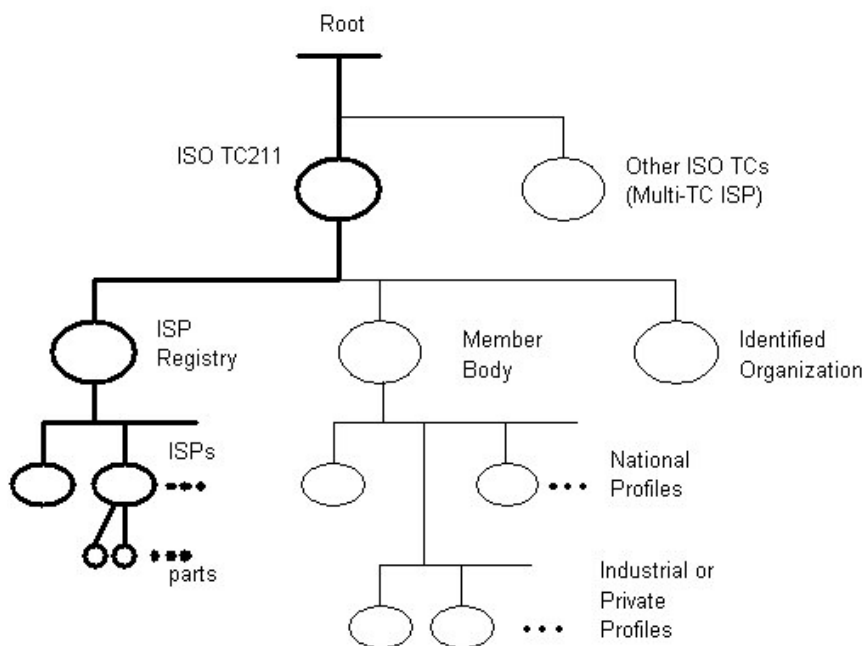 Root
ISO TC211
Other ISO TCs
(Multi-TC ISP)
ISP
Registry
Member
Body
Identified
Organization
ISPs
National
Profiles
parts
Industrial or
Private
Profiles